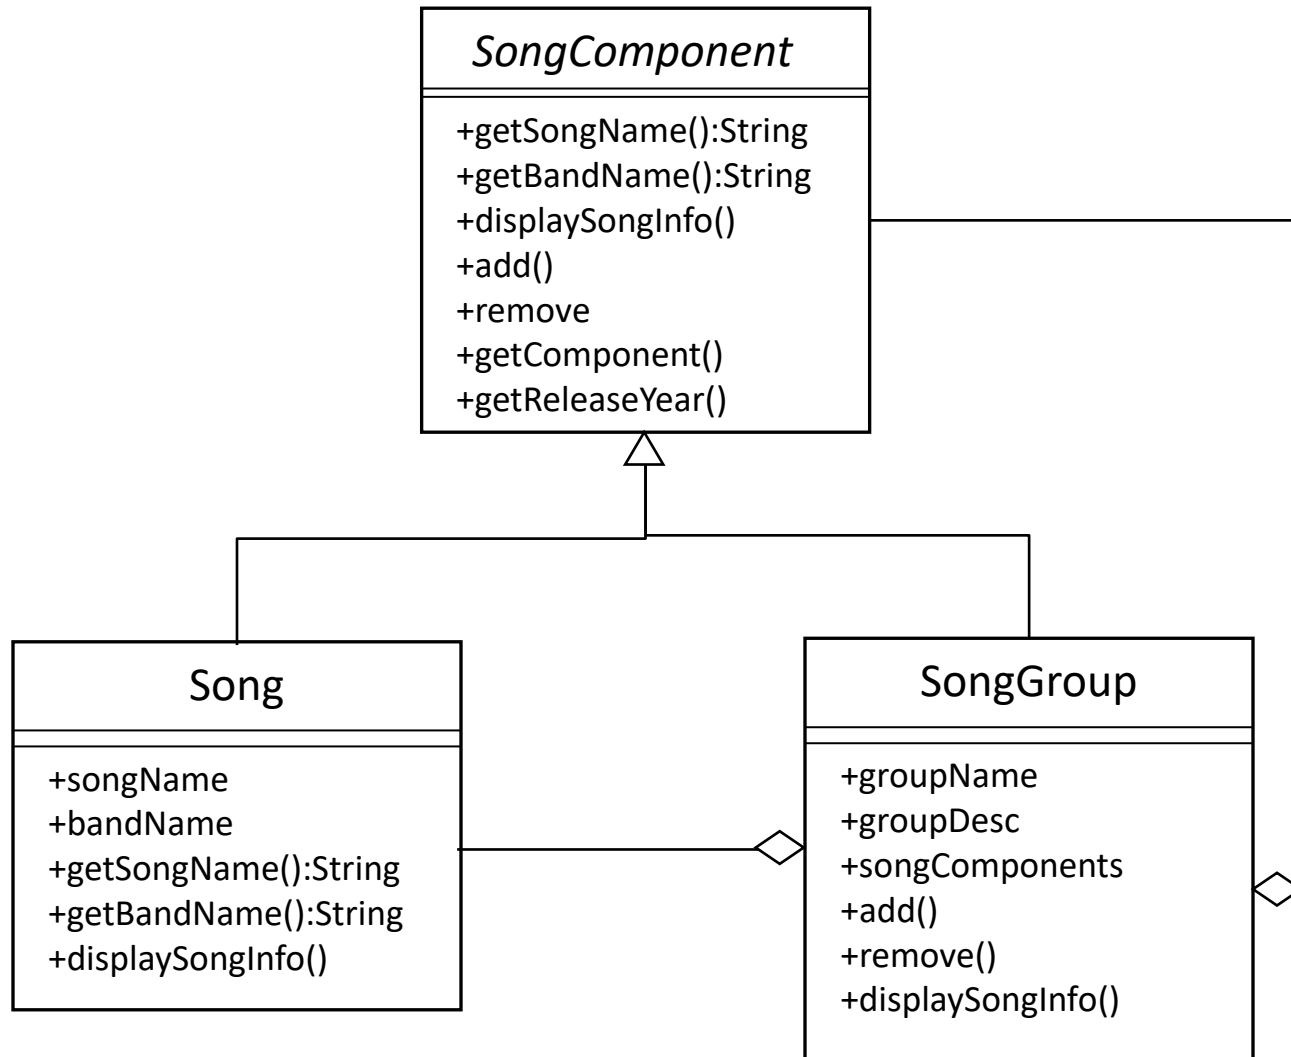 SongComponent
+getSongName():String
+getBandName():String
+displaySongInfo()
+add()
+remove
+getComponent()
+getReleaseYear()
Song
+songName
+bandName
+getSongName():String
+getBandName():String
+displaySongInfo()
SongGroup
+groupName
+groupDesc
+songComponents
+add()
+remove()
+displaySongInfo()